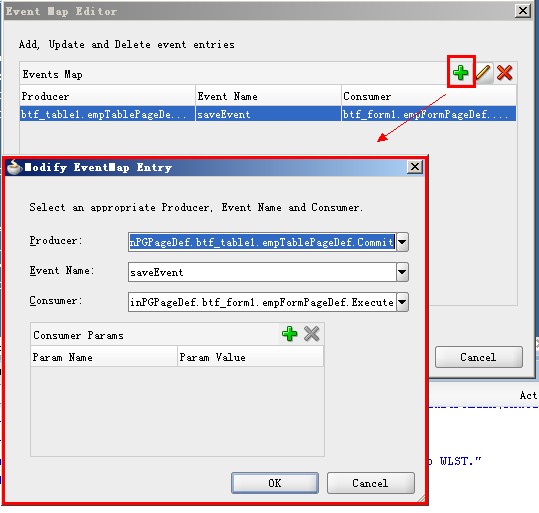 Event Map Editor
Add, Update and Delete event entries
Events Map
Producer Event Name Consumer
btf_table1.empTablePageDe... saveEvent btf_form1.empFormPageDef....
Modify EventMap Entry
Select an appropriate Producer, Event Name and Consumer.
Producer: nPGPageDef.btf_table1.empTablePageDef.Commit
Event Name: saveEvent
Consumer: inPGPageDef.btf_form1.empFormPageDef.Execute
Consumer Params
Param Name Param Value
Cancel
Act
o WLST."
OK Cancel